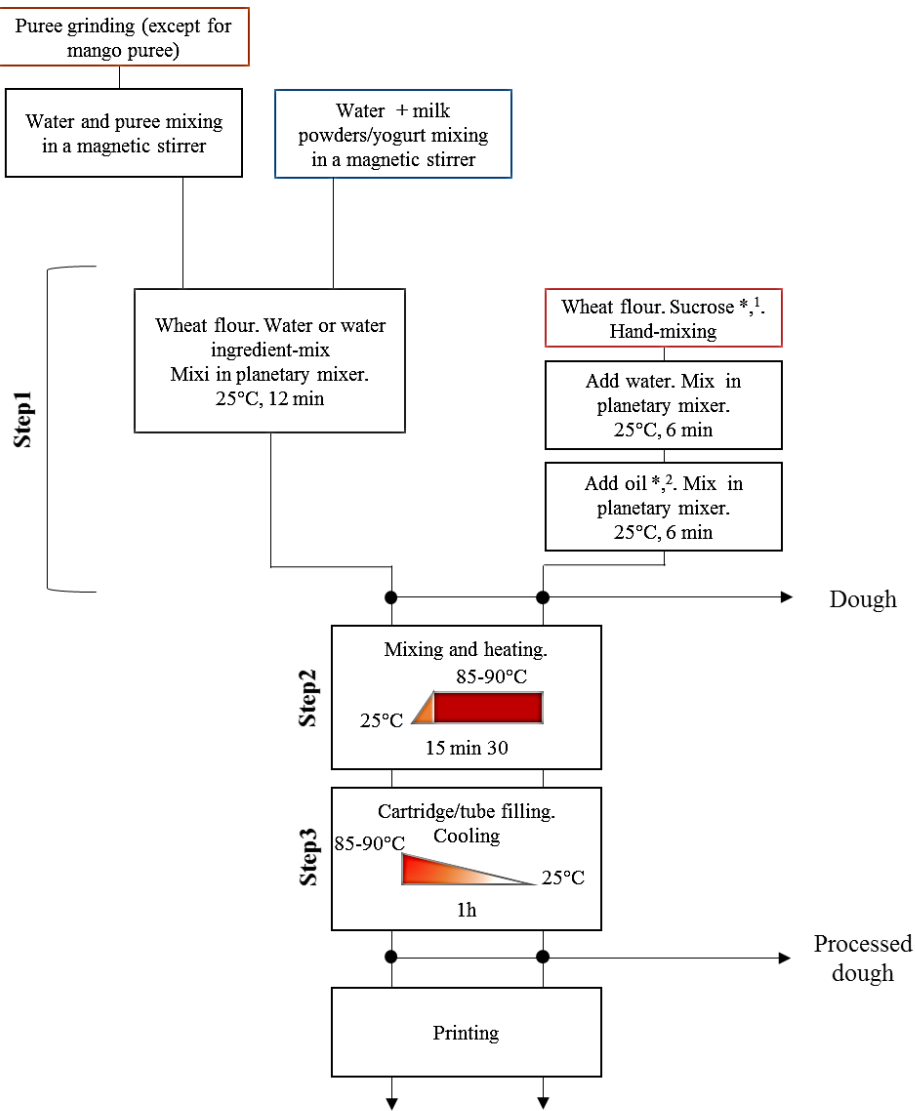 Puree grinding (except for
mango puree)
Water and puree mixing
in a magnetic stirrer
Water + milk
powders/yogurt mixing
in a magnetic stirrer
Step1
Wheat flour. Water or water
ingredient-mix
Mixi in planetary mixer.
25°C, 12 min
Wheat flour. Sucrose *,¹.
Hand-mixing
Add water. Mix in
planetary mixer.
25°C, 6 min
Add oil *,². Mix in
planetary mixer.
25°C, 6 min
Dough
Step2
Mixing and heating.
85-90°C
25°C
15 min 30
Step3
Cartridge/tube filling.
Cooling
85-90°C
25°C
1h
Processed
dough
Printing